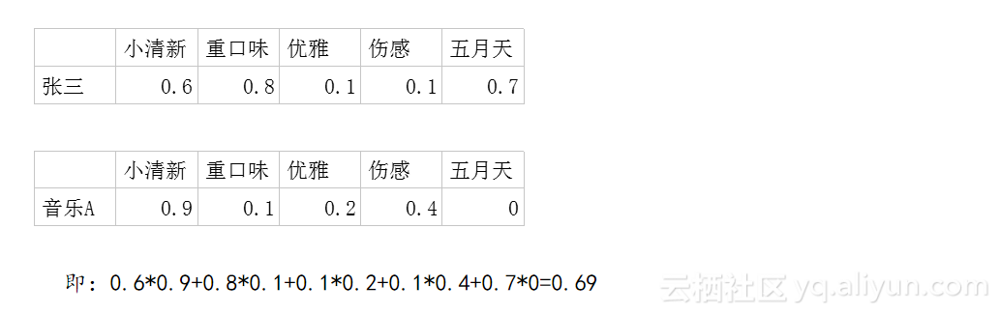 小清新 重口味 优雅 伤感 五月天
张三 0.6 0.8 0.1 0.1 0.7
小清新 重口味 优雅 伤感 五月天
音乐A 0.9 0.1 0.2 0.4 0
即：0.6*0.9+0.8*0.1+0.1*0.2+0.1*0.4+0.7*0=0.69
云栖社区 yq.aliyun.com